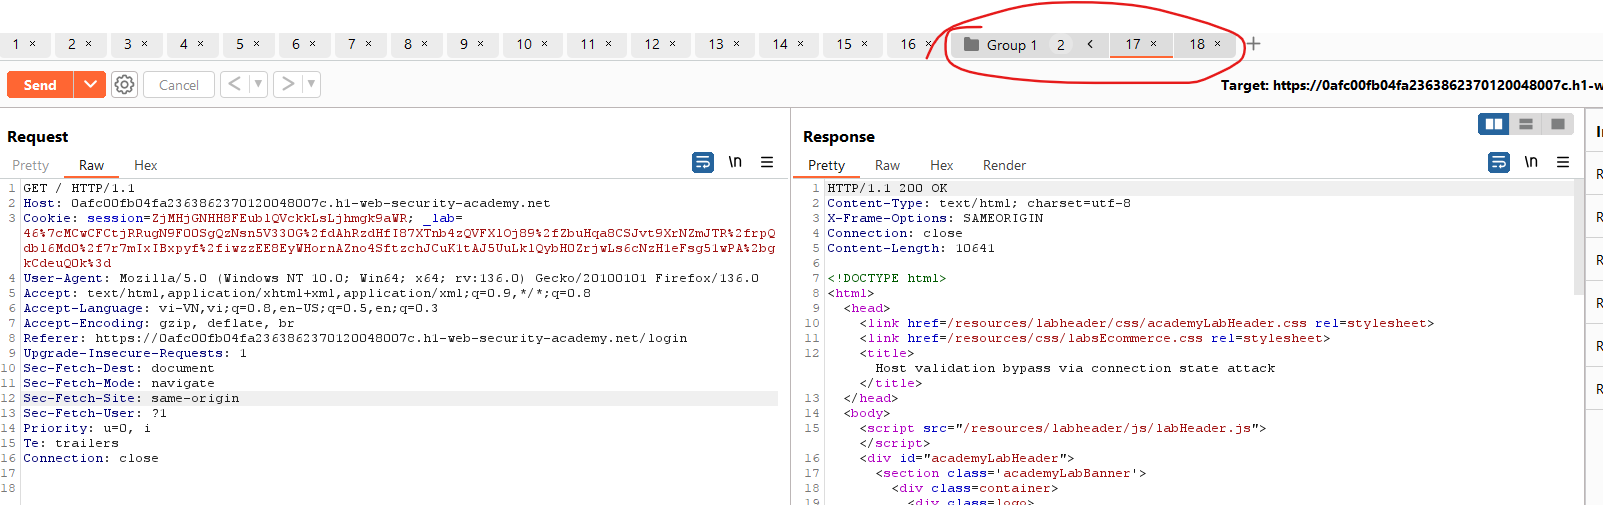 1 × 2 × 3 × 4 × 5 × 6 × 7 × 8 × 9 × 10 × 11 × 12 × 13 × 14 × 15 × 16 × Group 1 2 < 17 × 18 × +
Send Cancel < > Target: https://0afc00fb04fa2363862370120048007c.h1-w
Request
Pretty Raw Hex \n
1 GET / HTTP/1.1
2 Host: 0afc00fb04fa2363862370120048007c.h1-web-security-academy.net
3 Cookie: session=ZjMHjGNHH8FEublQVckkLsLjhmgk9aWR; _lab=
46%7cMCwCFCtjRRugN9F0OSgQzNsn5V33OG%2fdAhRzdHfI87XTnb4zQVFXlOj89%2fZbuHqa8CSJvt9XrNZmJTR%2frpQ
dbl6MdO%2f7r7mIxIBxpyf%2fiwzzEE8EyWHornAZno4SftzchJCuK1tAJ5UuLklQybHOZrjwLs6cNzH1eFsg51wPA%2bg
kCdeuQ0k%3d
4 User-Agent: Mozilla/5.0 (Windows NT 10.0; Win64; x64; rv:136.0) Gecko/20100101 Firefox/136.0
5 Accept: text/html,application/xhtml+xml,application/xml;q=0.9,*/*;q=0.8
6 Accept-Language: vi-VN,vi;q=0.8,en-US;q=0.5,en;q=0.3
7 Accept-Encoding: gzip, deflate, br
8 Referer: https://0afc00fb04fa2363862370120048007c.h1-web-security-academy.net/login
9 Upgrade-Insecure-Requests: 1
10 Sec-Fetch-Dest: document
11 Sec-Fetch-Mode: navigate
12 Sec-Fetch-Site: same-origin
13 Sec-Fetch-User: ?1
14 Priority: u=0, i
15 Te: trailers
16 Connection: close
17
18
Response
Pretty Raw Hex Render \n
1 HTTP/1.1 200 OK
2 Content-Type: text/html; charset=utf-8
3 X-Frame-Options: SAMEORIGIN
4 Connection: close
5 Content-Length: 10641
6
7 <!DOCTYPE html>
8 <html>
9 <head>
10 <link href=/resources/labheader/css/academyLabHeader.css rel=stylesheet>
11 <link href=/resources/css/labsEcommerce.css rel=stylesheet>
12 <title>
Host validation bypass via connection state attack
</title>
13 </head>
14 <body>
15 <script src="/resources/labheader/js/labHeader.js">
</script>
16 <div id="academyLabHeader">
17 <section class='academyLabBanner'>
18 <div class=container>
19 <div class=logo>
In
R
R
R
R
R
R